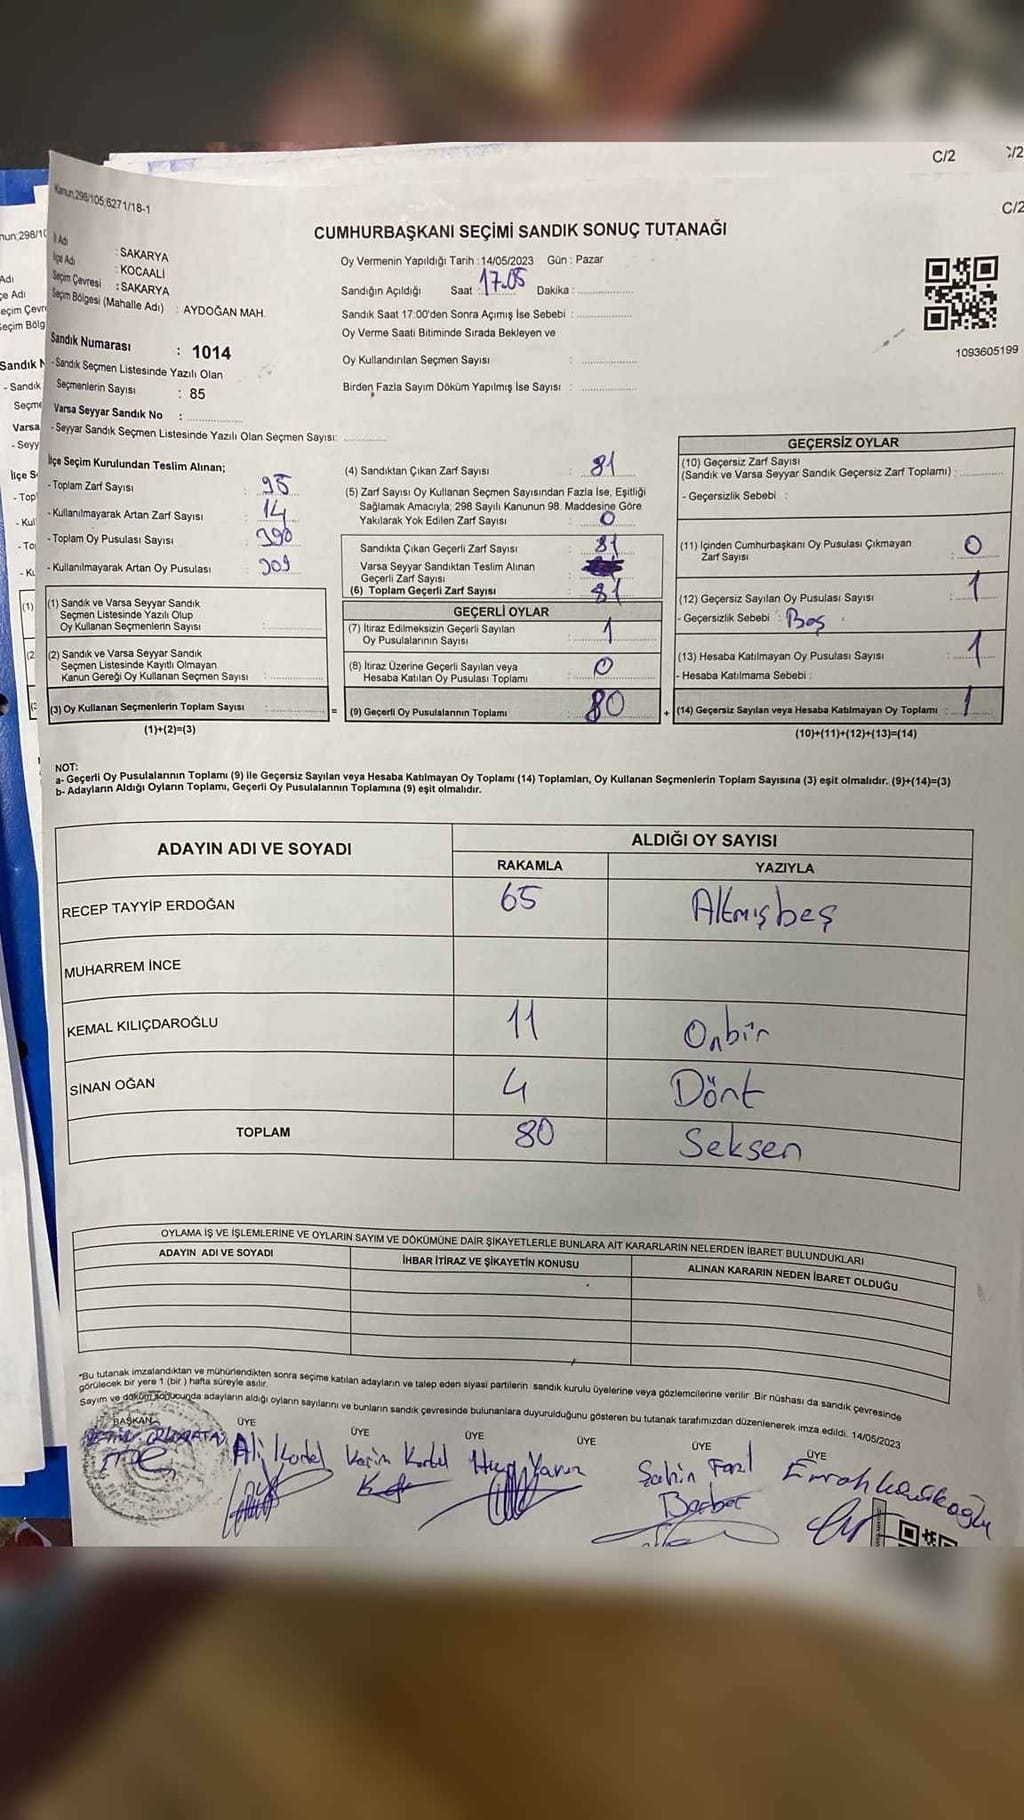 C/2
C/2
Kanun;298/105;6271/18-1
CUMHURBAŞKANI SEÇİMİ SANDIK SONUÇ TUTANAĞI
İl Adı : SAKARYA
İlçe Adı : KOCAALİ
Seçim Çevresi : SAKARYA
Seçim Bölgesi (Mahalle Adı) : AYDOĞAN MAH.
Sandık Numarası : 1014
- Sandık Seçmen Listesinde Yazılı Olan
Seçmenlerin Sayısı : 85
Varsa Seyyar Sandık No :
- Seyyar Sandık Seçmen Listesinde Yazılı Olan Seçmen Sayısı:
Oy Vermenin Yapıldığı Tarih :14/05/2023 Gün : Pazar
Sandığın Açıldığı Saat : 17.05 Dakika :
Sandık Saat 17:00'den Sonra Açımış İse Sebebi :
Oy Verme Saati Bitiminde Sırada Bekleyen ve
Oy Kullandırılan Seçmen Sayısı :
Birden Fazla Sayım Döküm Yapılmış İse Sayısı :
1093605199
İlçe Seçim Kurulundan Teslim Alınan;
- Toplam Zarf Sayısı : 95
- Kullanılmayarak Artan Zarf Sayısı : 14
- Toplam Oy Pusulası Sayısı : 390
- Kullanılmayarak Artan Oy Pusulası : 309
(1) Sandık ve Varsa Seyyar Sandık
Seçmen Listesinde Yazılı Olup
Oy Kullanan Seçmenlerin Sayısı :
(2) Sandık ve Varsa Seyyar Sandık
Seçmen Listesinde Kayıtlı Olmayan
Kanun Gereği Oy Kullanan Seçmen Sayısı :
(3) Oy Kullanan Seçmenlerin Toplam Sayısı : =
(1)+(2)=(3)
(4) Sandıktan Çıkan Zarf Sayısı : 81
(5) Zarf Sayısı Oy Kullanan Seçmen Sayısından Fazla İse, Eşitliği
Sağlamak Amacıyla, 298 Sayılı Kanunun 98. Maddesine Göre
Yakılarak Yok Edilen Zarf Sayısı : 0
Sandıkta Çıkan Geçerli Zarf Sayısı : 81
Varsa Seyyar Sandıktan Teslim Alınan
Geçerli Zarf Sayısı :
(6) Toplam Geçerli Zarf Sayısı : 81
GEÇERLİ OYLAR
(7) İtiraz Edilmeksizin Geçerli Sayılan
Oy Pusulalarının Sayısı : 1
(8) İtiraz Üzerine Geçerli Sayılan veya
Hesaba Katılan Oy Pusulası Toplamı : 0
(9) Geçerli Oy Pusulalarının Toplamı : 80 +
GEÇERSİZ OYLAR
(10) Geçersiz Zarf Sayısı
(Sandık ve Varsa Seyyar Sandık Geçersiz Zarf Toplamı) :
- Geçersizlik Sebebi :
(11) İçinden Cumhurbaşkanı Oy Pusulası Çıkmayan
Zarf Sayısı : 0
(12) Geçersiz Sayılan Oy Pusulası Sayısı : 1
- Geçersizlik Sebebi : Boş
(13) Hesaba Katılmayan Oy Pusulası Sayısı : 1
- Hesaba Katılmama Sebebi :
(14) Geçersiz Sayılan veya Hesaba Katılmayan Oy Toplamı : 1
(10)+(11)+(12)+(13)=(14)
NOT:
a- Geçerli Oy Pusulalarının Toplamı (9) ile Geçersiz Sayılan veya Hesaba Katılmayan Oy Toplamı (14) Toplamları, Oy Kullanan Seçmenlerin Toplam Sayısına (3) eşit olmalıdır. (9)+(14)=(3)
b- Adayların Aldığı Oyların Toplamı, Geçerli Oy Pusulalarının Toplamına (9) eşit olmalıdır.
ADAYIN ADI VE SOYADI
ALDIĞI OY SAYISI
RAKAMLA YAZIYLA
RECEP TAYYİP ERDOĞAN 65 Altmışbeş
MUHARREM İNCE
KEMAL KILIÇDAROĞLU 11 Onbir
SİNAN OĞAN 4 Dört
TOPLAM 80 Seksen
OYLAMA İŞ VE İŞLEMLERİNE VE OYLARIN SAYIM VE DÖKÜMÜNE DAİR ŞİKAYETLERLE BUNLARA AİT KARARLARIN NELERDEN İBARET BULUNDUKLARI
ADAYIN ADI VE SOYADI İHBAR İTİRAZ VE ŞİKAYETİN KONUSU ALINAN KARARIN NEDEN İBARET OLDUĞU
*Bu tutanak imzalandıktan ve mühürlendikten sonra seçime katılan adayların ve talep eden siyasi partilerin sandık kurulu üyelerine veya gözlemcilerine verilir. Bir nüshası da sandık çevresinde
görülecek bir yere 1 (bir) hafta süreyle asılır.
Sayım ve döküm sonucunda adayların aldığı oyların sayılarını ve bunların sandık çevresinde bulunanlara duyurulduğunu gösteren bu tutanak tarafımızdan düzenlenerek imza edildi. 14/05/2023
BAŞKAN ÜYE ÜYE ÜYE ÜYE ÜYE ÜYE
Ali Kordel Şahin Fazıl Emrah
Berber